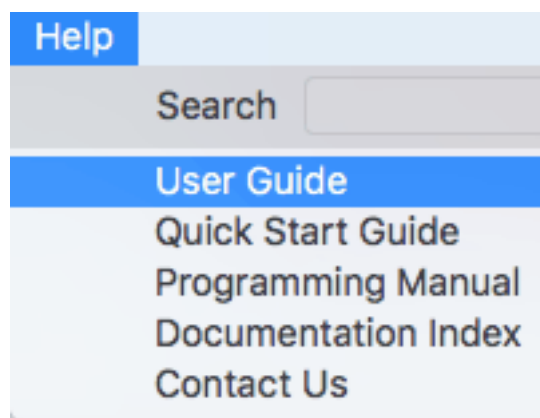 Help
Search
User Guide
Quick Start Guide
Programming Manual
Documentation Index
Contact Us